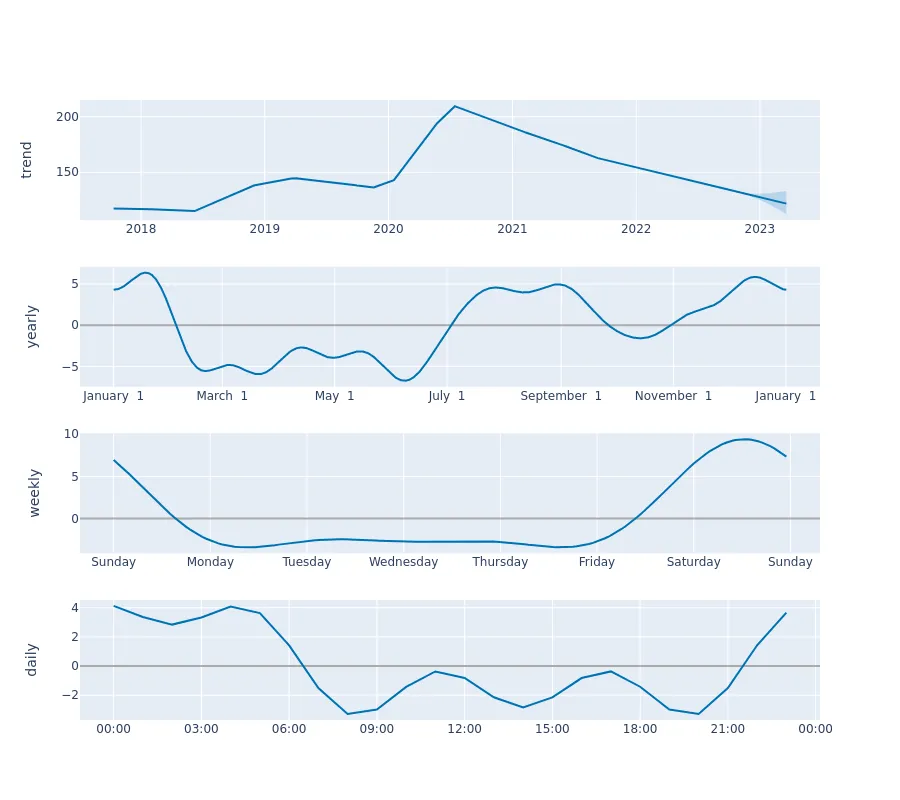 trend
200
150
2018 2019 2020 2021 2022 2023
yearly
5
0
−5
January 1 March 1 May 1 July 1 September 1 November 1 January 1
weekly
10
5
0
Sunday Monday Tuesday Wednesday Thursday Friday Saturday Sunday
daily
4
2
0
−2
00:00 03:00 06:00 09:00 12:00 15:00 18:00 21:00 00:00